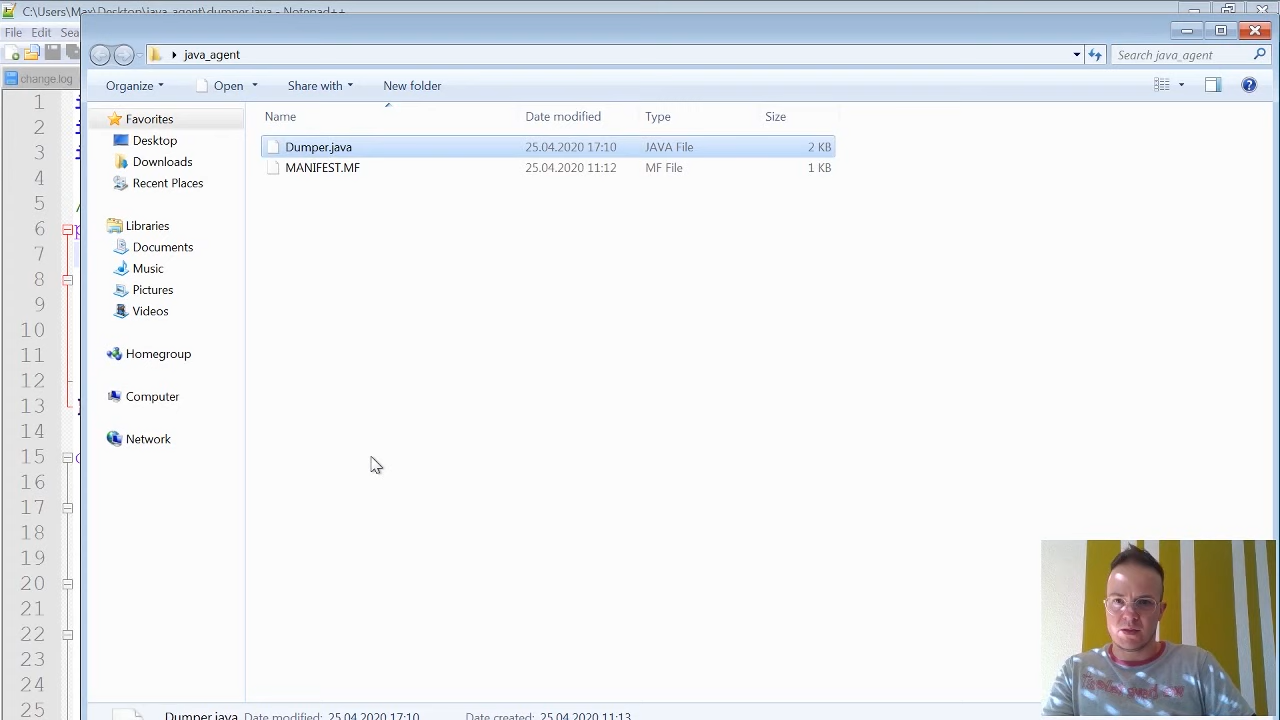 C:\Users\Max\Desktop\java_agent\dumper.java - Notepad++
File Edit Sea
java_agent
Search java_agent
change.log
Organize Open Share with New folder
Name Date modified Type Size
Favorites
Desktop
Downloads
Recent Places
Libraries
Documents
Music
Pictures
Videos
Homegroup
Computer
Network
Dumper.java 25.04.2020 17:10 JAVA File 2 KB
MANIFEST.MF 25.04.2020 11:12 MF File 1 KB
1
2
3
4
5
6
7
8
9
10
11
12
13
14
15
16
17
18
19
20
21
22
23
24
25
Dumper.java Date modified: 25.04.2020 17:10 Date created: 25.04.2020 11:13